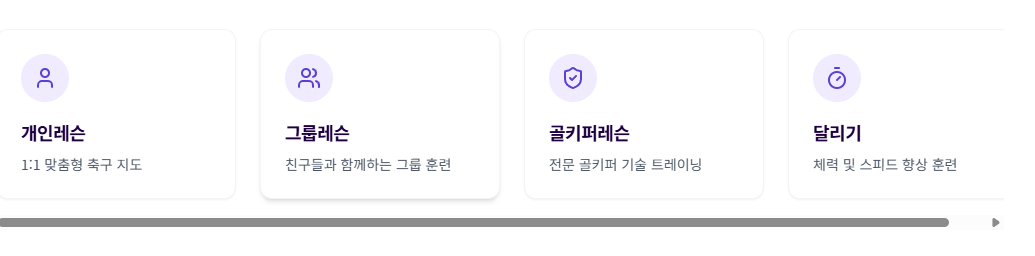 개인레슨
1:1 맞춤형 축구 지도
그룹레슨
친구들과 함께하는 그룹 훈련
골키퍼레슨
전문 골키퍼 기술 트레이닝
달리기
체력 및 스피드 향상 훈련